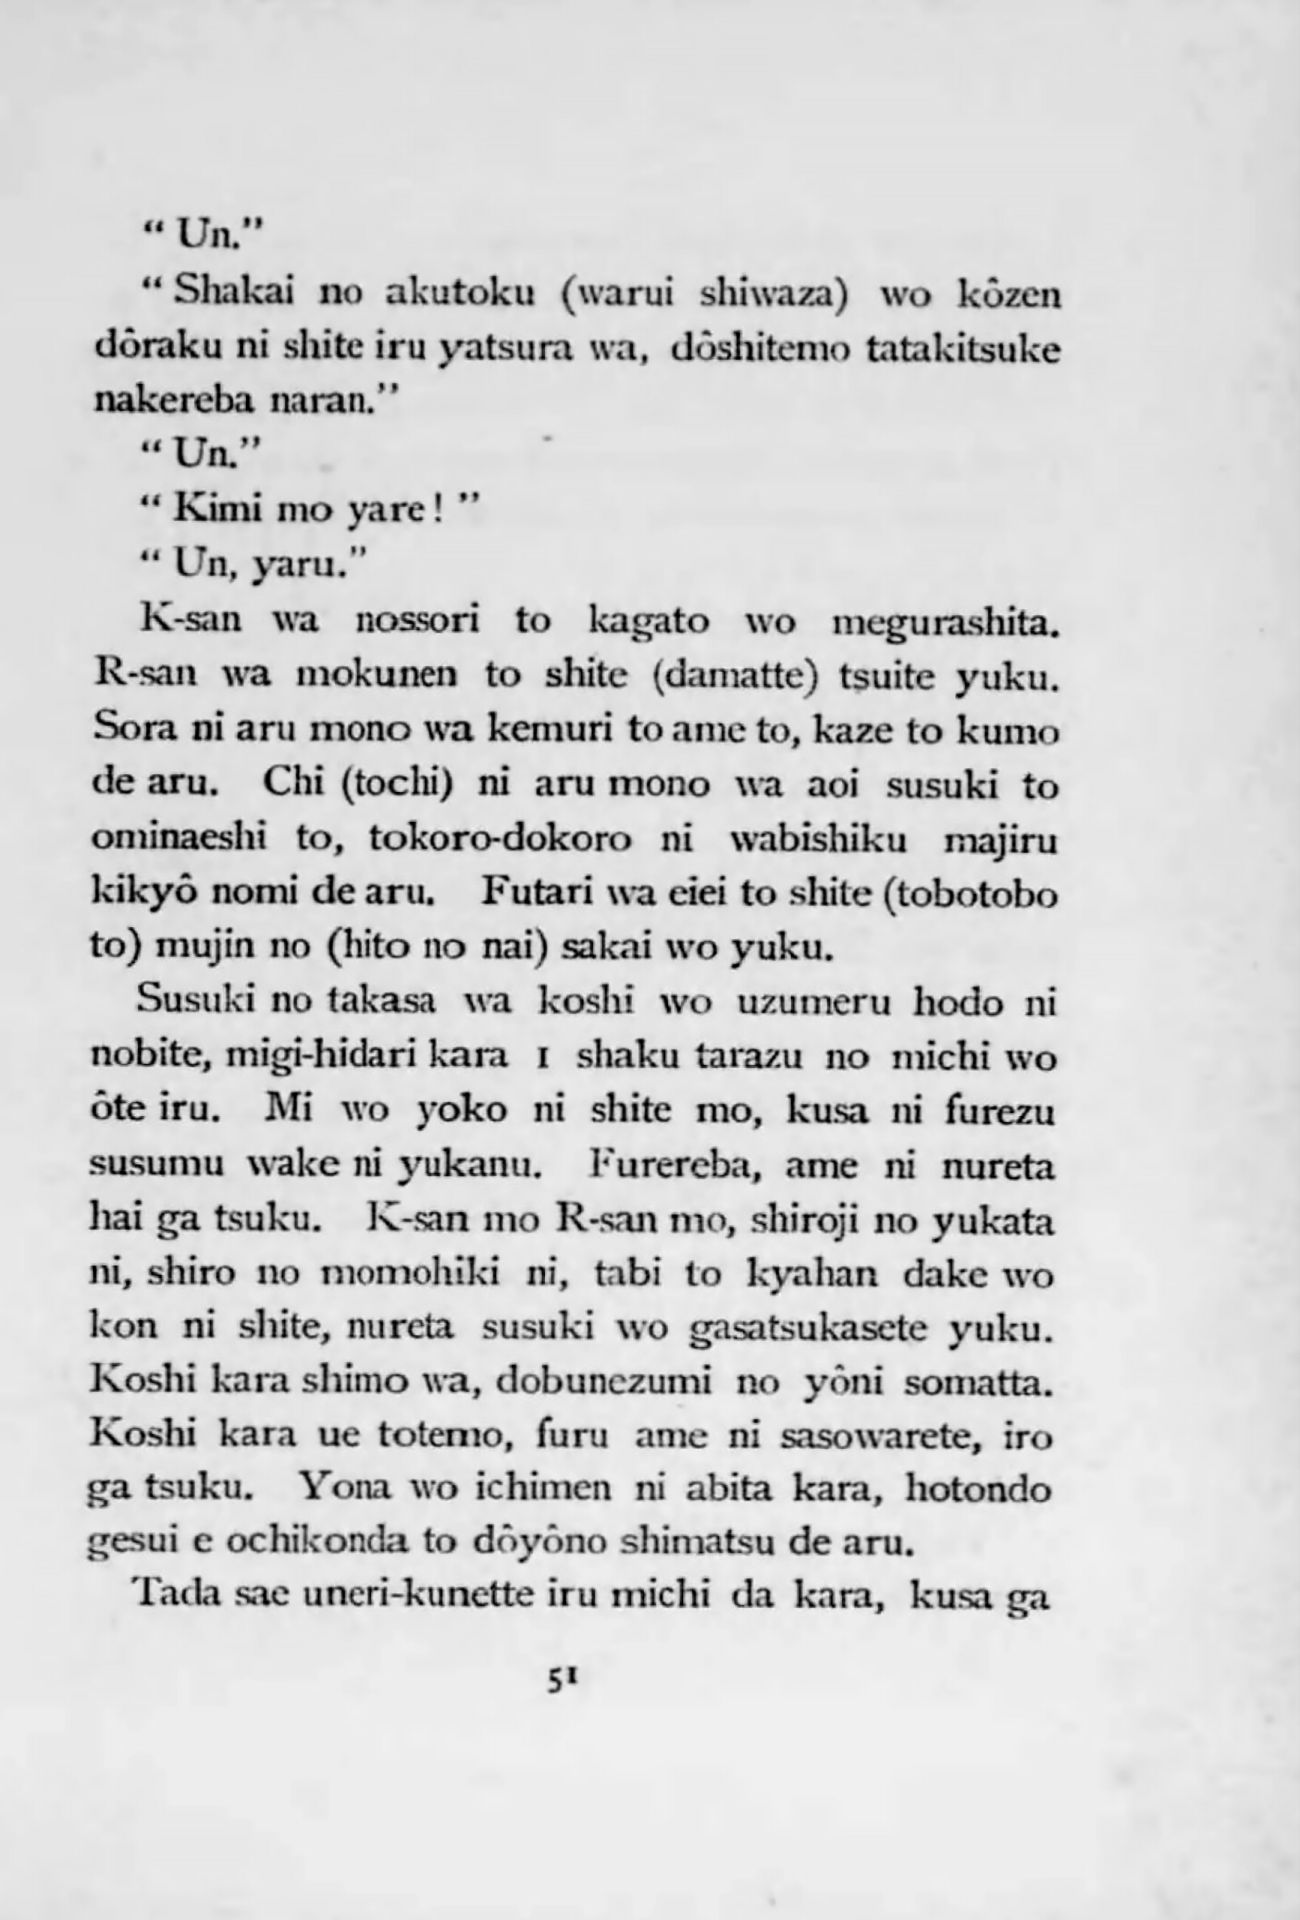 “ Un.”
“ Shakai no akutoku (warui shiwaza) wo kôzen
dôraku ni shite iru yatsura wa, dôshitemo tatakitsuke
nakereba naran.”
“ Un.”
“ Kimi mo yare! ”
“ Un, yaru.”
K-san wa nossori to kagato wo megurashita.
R-san wa mokunen to shite (damatte) tsuite yuku.
Sora ni aru mono wa kemuri to ame to, kaze to kumo
de aru. Chi (tochi) ni aru mono wa aoi susuki to
ominaeshi to, tokoro-dokoro ni wabishiku majiru
kikyô nomi de aru. Futari wa eiei to shite (tobotobo
to) mujin no (hito no nai) sakai wo yuku.
Susuki no takasa wa koshi wo uzumeru hodo ni
nobite, migi-hidari kara 1 shaku tarazu no michi wo
ôte iru. Mi wo yoko ni shite mo, kusa ni furezu
susumu wake ni yukanu. Furereba, ame ni nureta
hai ga tsuku. K-san mo R-san mo, shiroji no yukata
ni, shiro no momohiki ni, tabi to kyahan dake wo
kon ni shite, nureta susuki wo gasatsukasete yuku.
Koshi kara shimo wa, dobunezumi no yôni somatta.
Koshi kara ue totemo, furu ame ni sasowarete, iro
ga tsuku. Yona wo ichimen ni abita kara, hotondo
gesui e ochikonda to dôyôno shimatsu de aru.
Tada sae uneri-kunette iru michi da kara, kusa ga
51